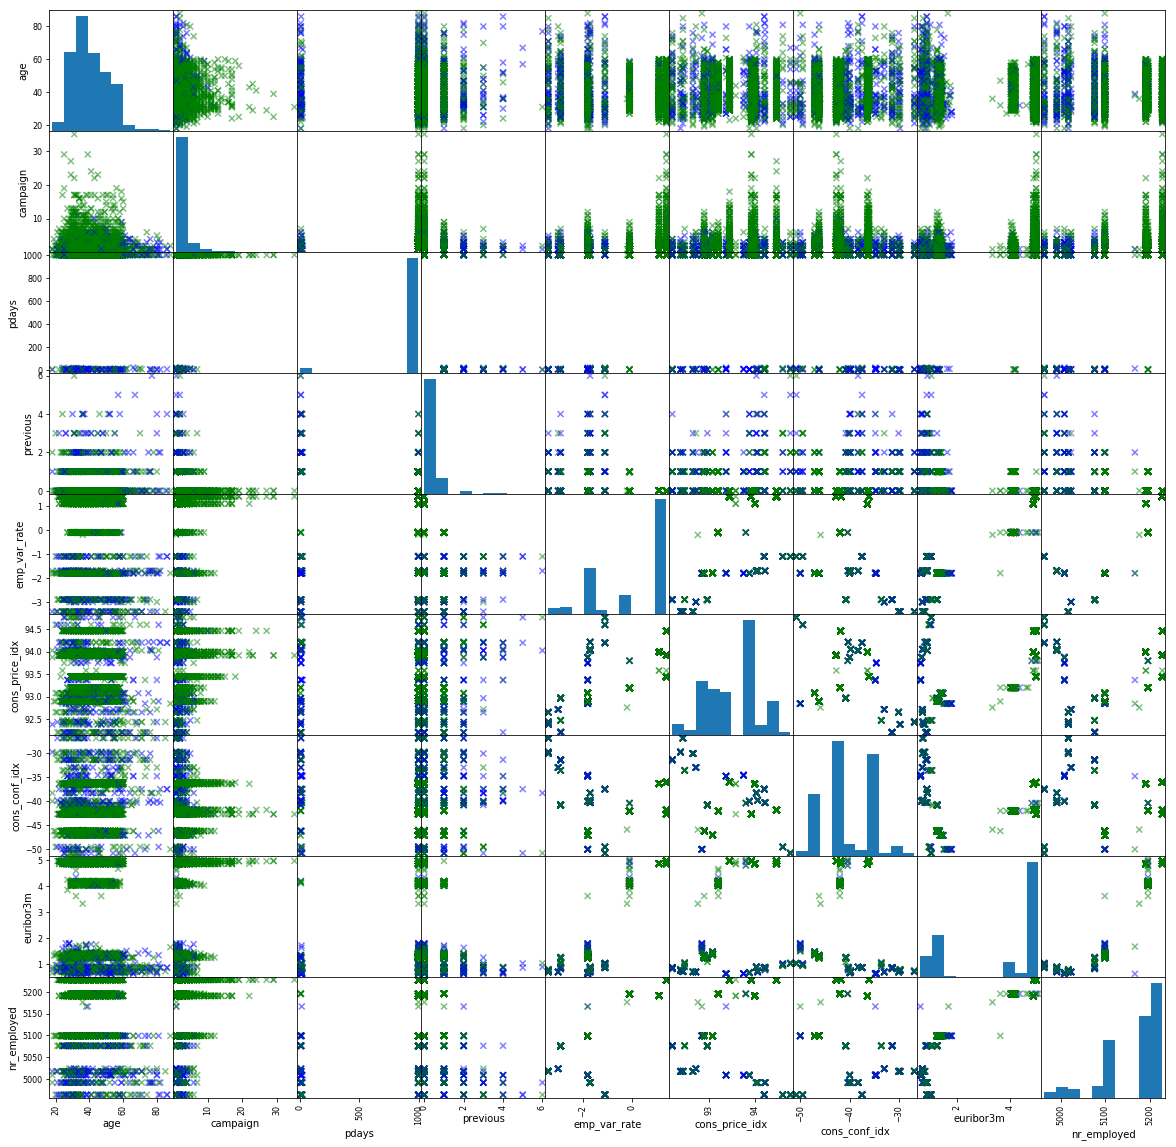 80
60
40
20
age
30
20
10
campaign
1000
800
600
400
200
0
pdays
6
4
2
0
previous
1
0
−1
−2
−3
emp_var_rate
94.5
94.0
93.5
93.0
92.5
cons_price_idx
−30
−35
−40
−45
−50
cons_conf_idx
5
4
3
2
1
euribor3m
5200
5150
5100
5050
5000
nr_employed
20 40 60 80
age
10 20 30
campaign
0 500 1000
pdays
0 2 4 6
previous
−2 0
emp_var_rate
93 94
cons_price_idx
−50 −40 −30
cons_conf_idx
2 4
euribor3m
5000 5100 5200
nr_employed